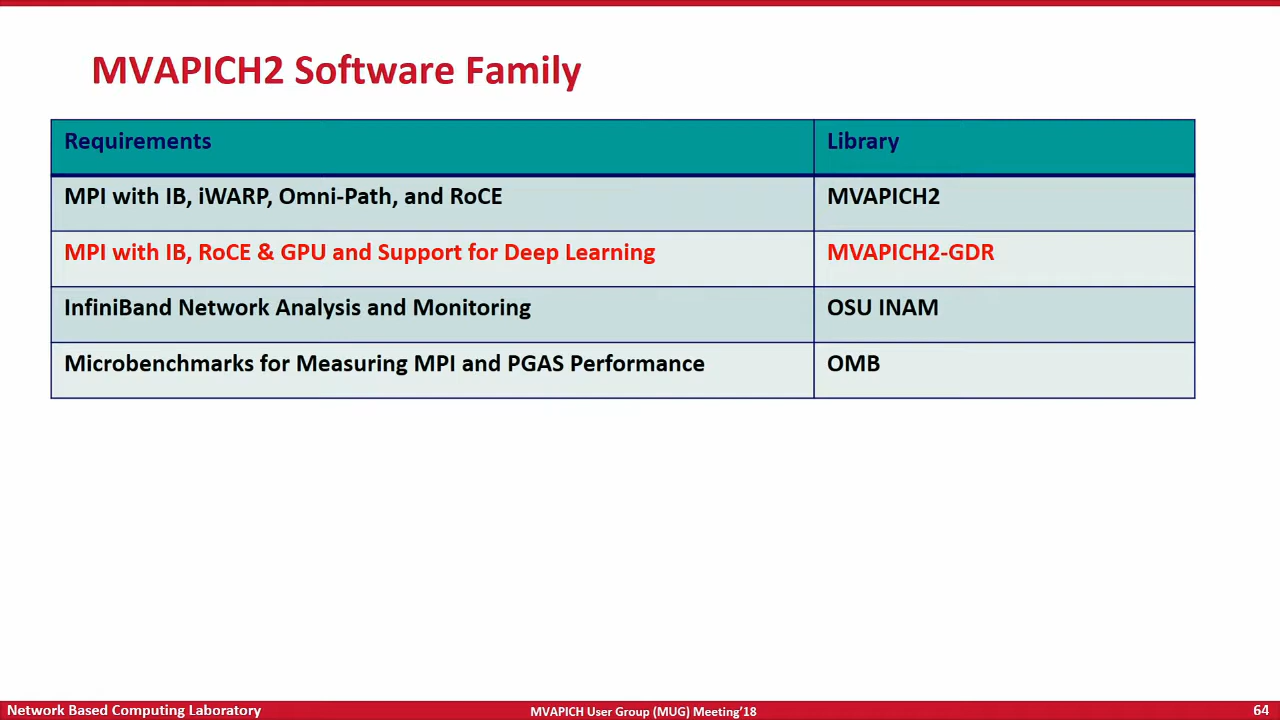 MVAPICH2 Software Family
Requirements
Library
MPI with IB, iWARP, Omni-Path, and RoCE
MVAPICH2
MPI with IB, RoCE & GPU and Support for Deep Learning
MVAPICH2-GDR
InfiniBand Network Analysis and Monitoring
OSU INAM
Microbenchmarks for Measuring MPI and PGAS Performance
OMB
Network Based Computing Laboratory
MVAPICH User Group (MUG) Meeting’18
64